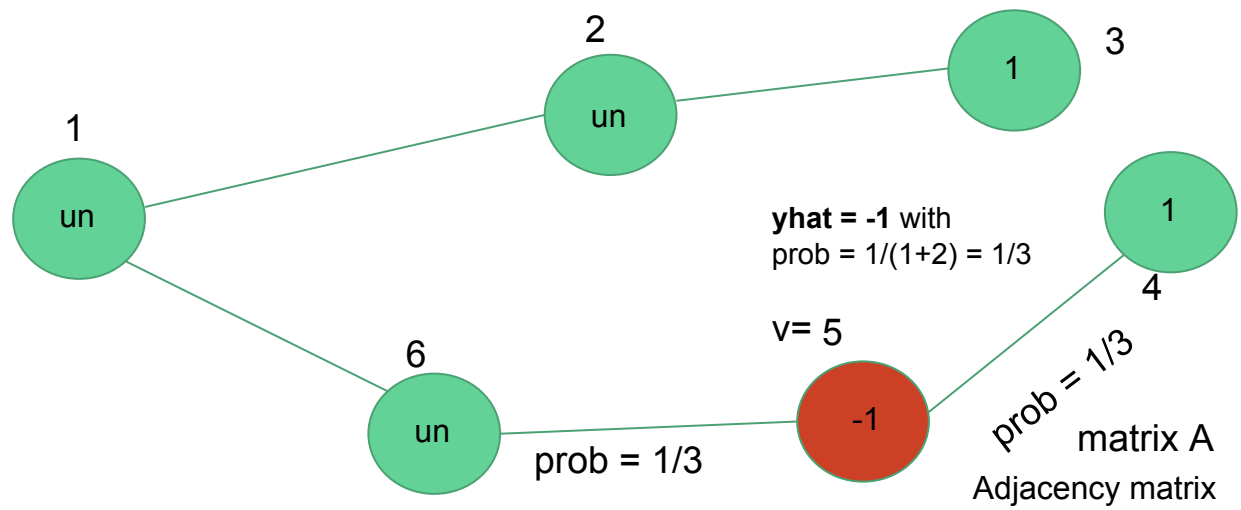 2
3
1
1
un
un
1
un
yhat = -1 with
prob = 1/(1+2) = 1/3
4
v= 5
6
un
-1
prob = 1/3
prob = 1/3
matrix A
Adjacency matrix